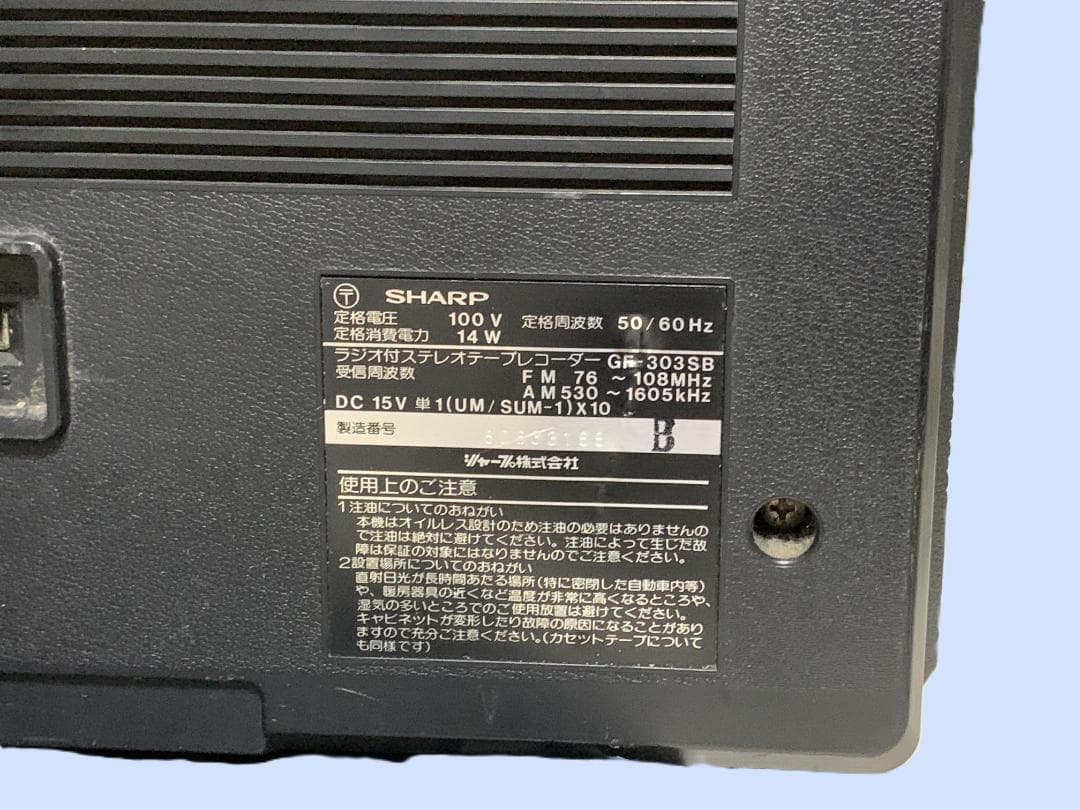 〒 SHARP
定格電圧 100 V 定格周波数 50/60 Hz
定格消費電力 14 W
ラジオ付ステレオテープレコーダー GF-303SB
受信周波数 FM 76 ～ 108MHz
AM 530 ～ 1605kHz
DC 15V 単1(UM/SUM-1)X10
製造番号 B
シャープ株式会社
使用上のご注意
1注油についてのおねがい
本機はオイルレス設計のため注油の必要はありませんの
で注油は絶対に避けてください。注油によって生じた故
障は保証の対象にはなりませんのでご注意ください。
2設置場所についてのおねがい
直射日光が長時間あたる場所(特に密閉した自動車内等)
や、暖房器具の近くなど温度が非常に高くなるところや、
湿気の多いところでのご使用放置は避けてください。
キャビネットが変形したり故障の原因になることがあり
ますので充分ご注意ください。(カセットテープについて
も同様です)